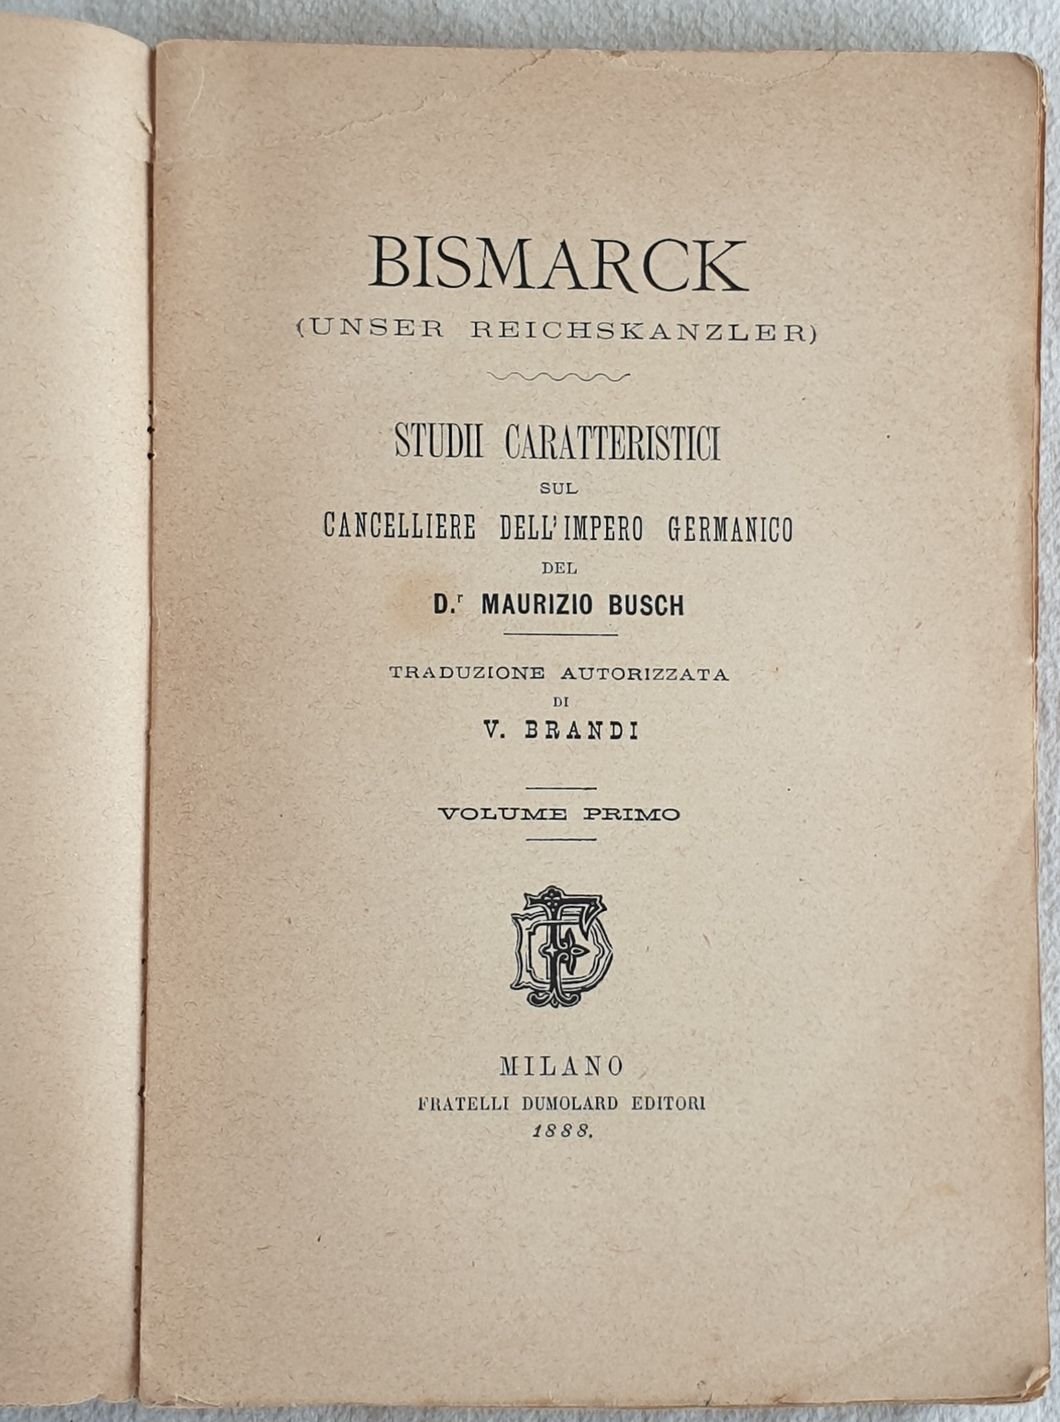 BISMARCK
(UNSER REICHSKANZLER)
STUDII CARATTERISTICI
SUL
CANCELLIERE DELL'IMPERO GERMANICO
DEL
D.r MAURIZIO BUSCH
TRADUZIONE AUTORIZZATA
DI
V. BRANDI
VOLUME PRIMO
FD
MILANO
FRATELLI DUMOLARD EDITORI
1888.